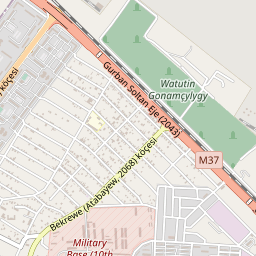 Gurban Soltan Eje (2043)
Watutin
Gonamçylygy
M37
Bekrewe (Atabaýew, 2068) köçesi
köçesi
Military
Base (10th